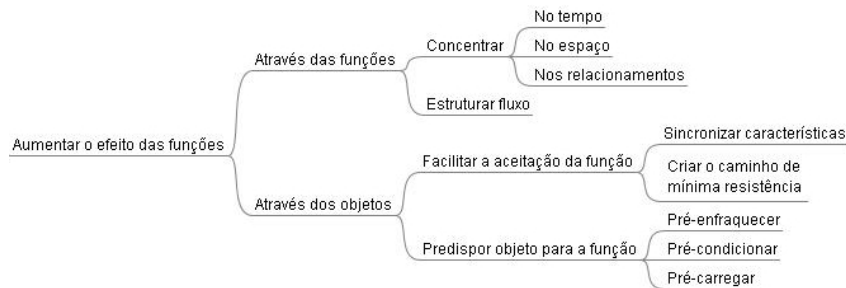 Aumentar o efeito das funções
Através das funções
Concentrar
No tempo
No espaço
Nos relacionamentos
Estruturar fluxo
Através dos objetos
Facilitar a aceitação da função
Sincronizar características
Criar o caminho de
mínima resistência
Predispor objeto para a função
Pré-enfraquecer
Pré-condicionar
Pré-carregar